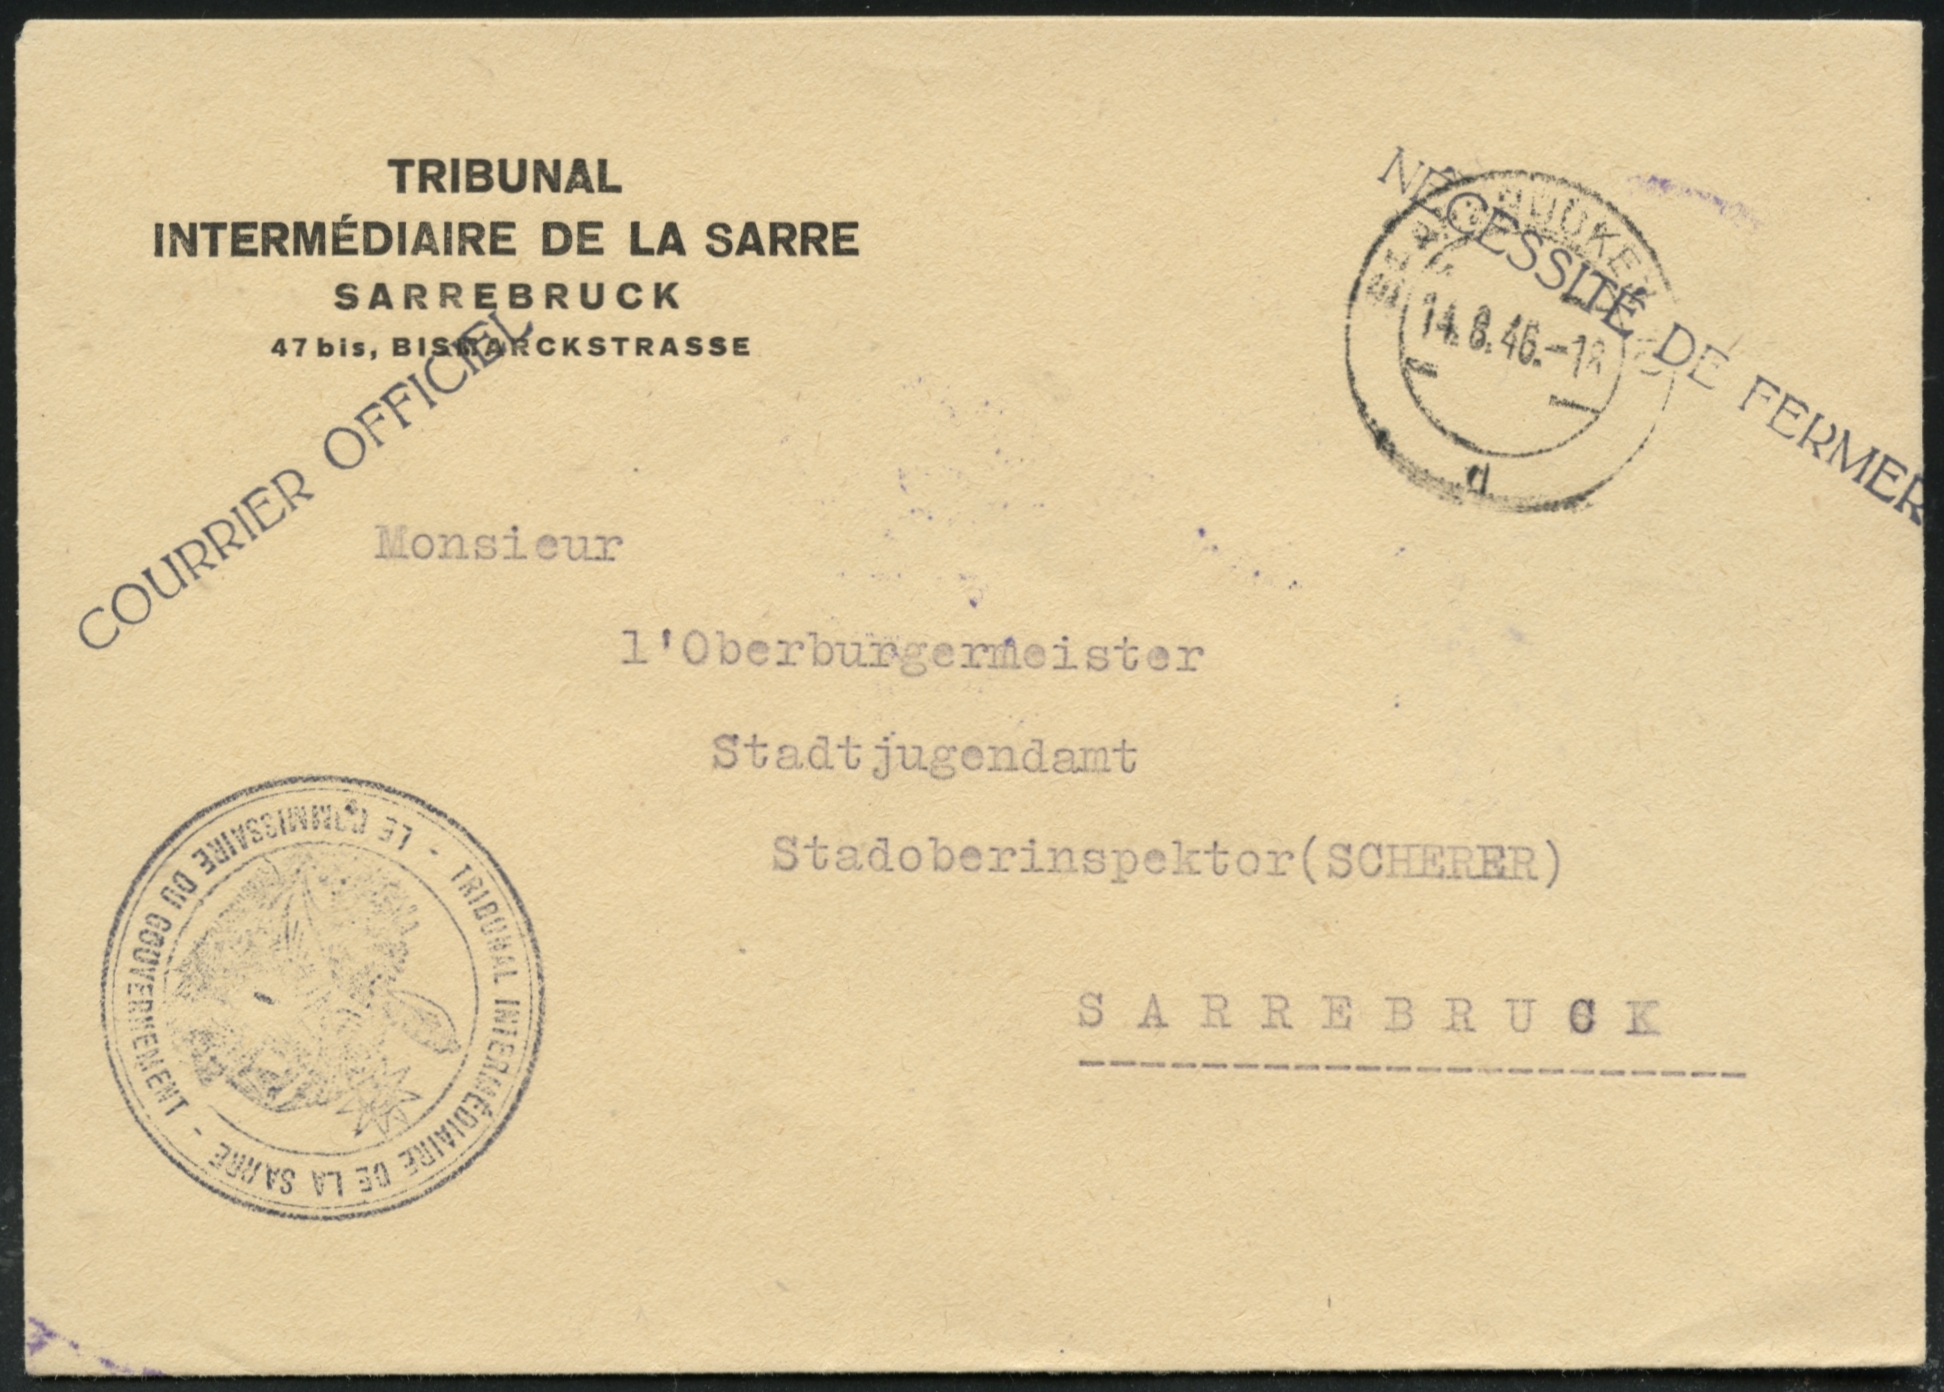 TRIBUNAL
INTERMÉDIAIRE DE LA SARRE
SARREBRUCK
47 bis, BISMARCKSTRASSE
COURRIER OFFICIEL
NÉCESSITÉ DE FERMER
14.8.46.-18
d
Monsieur
l'Oberburgermeister
Stadtjugendamt
Stadoberinspektor(SCHERER)
SARREBRUCK
LE COMMISSAIRE DU GOUVERNEMENT -
- TRIBUNAL INTERMÉDIAIRE DE LA SARRE -